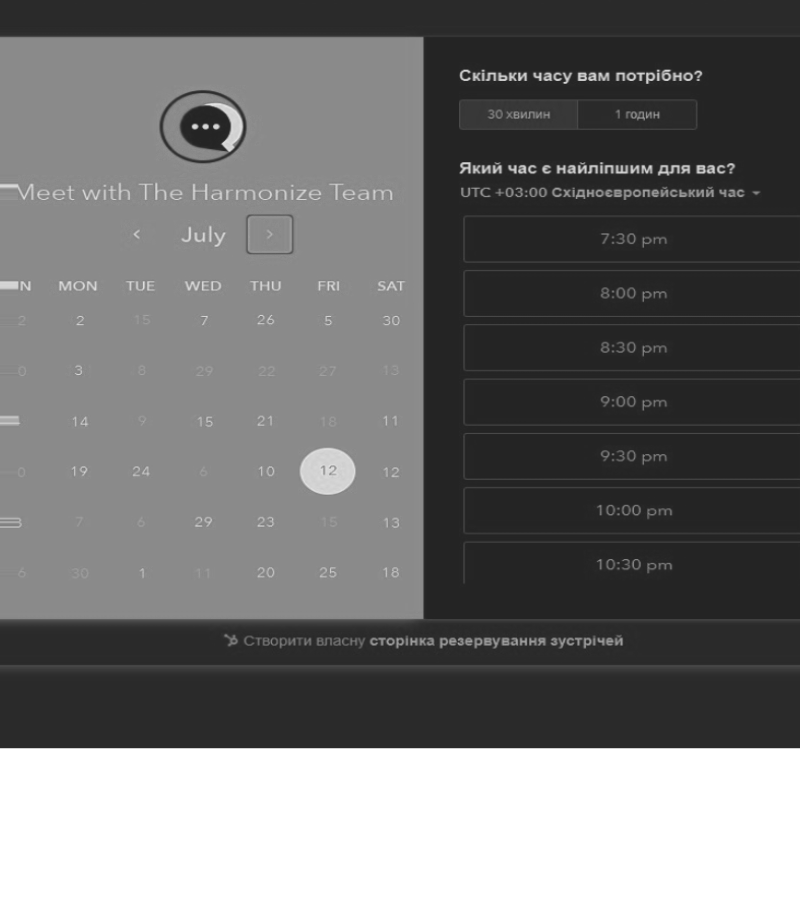 Meet with The Harmonize Team
July
N MON TUE WED THU FRI SAT
2 2 15 7 26 5 30
0 3 8 29 22 27 13
14 9 15 21 18 11
0 19 24 6 10 12 12
7 6 29 23 15 13
6 30 1 11 20 25 18
Скільки часу вам потрібно?
30 хвилин 1 годин
Який час є найліпшим для вас?
UTC +03:00 Східноєвропейський час
7:30 pm
8:00 pm
8:30 pm
9:00 pm
9:30 pm
10:00 pm
10:30 pm
Створити власну сторінка резервування зустрічей